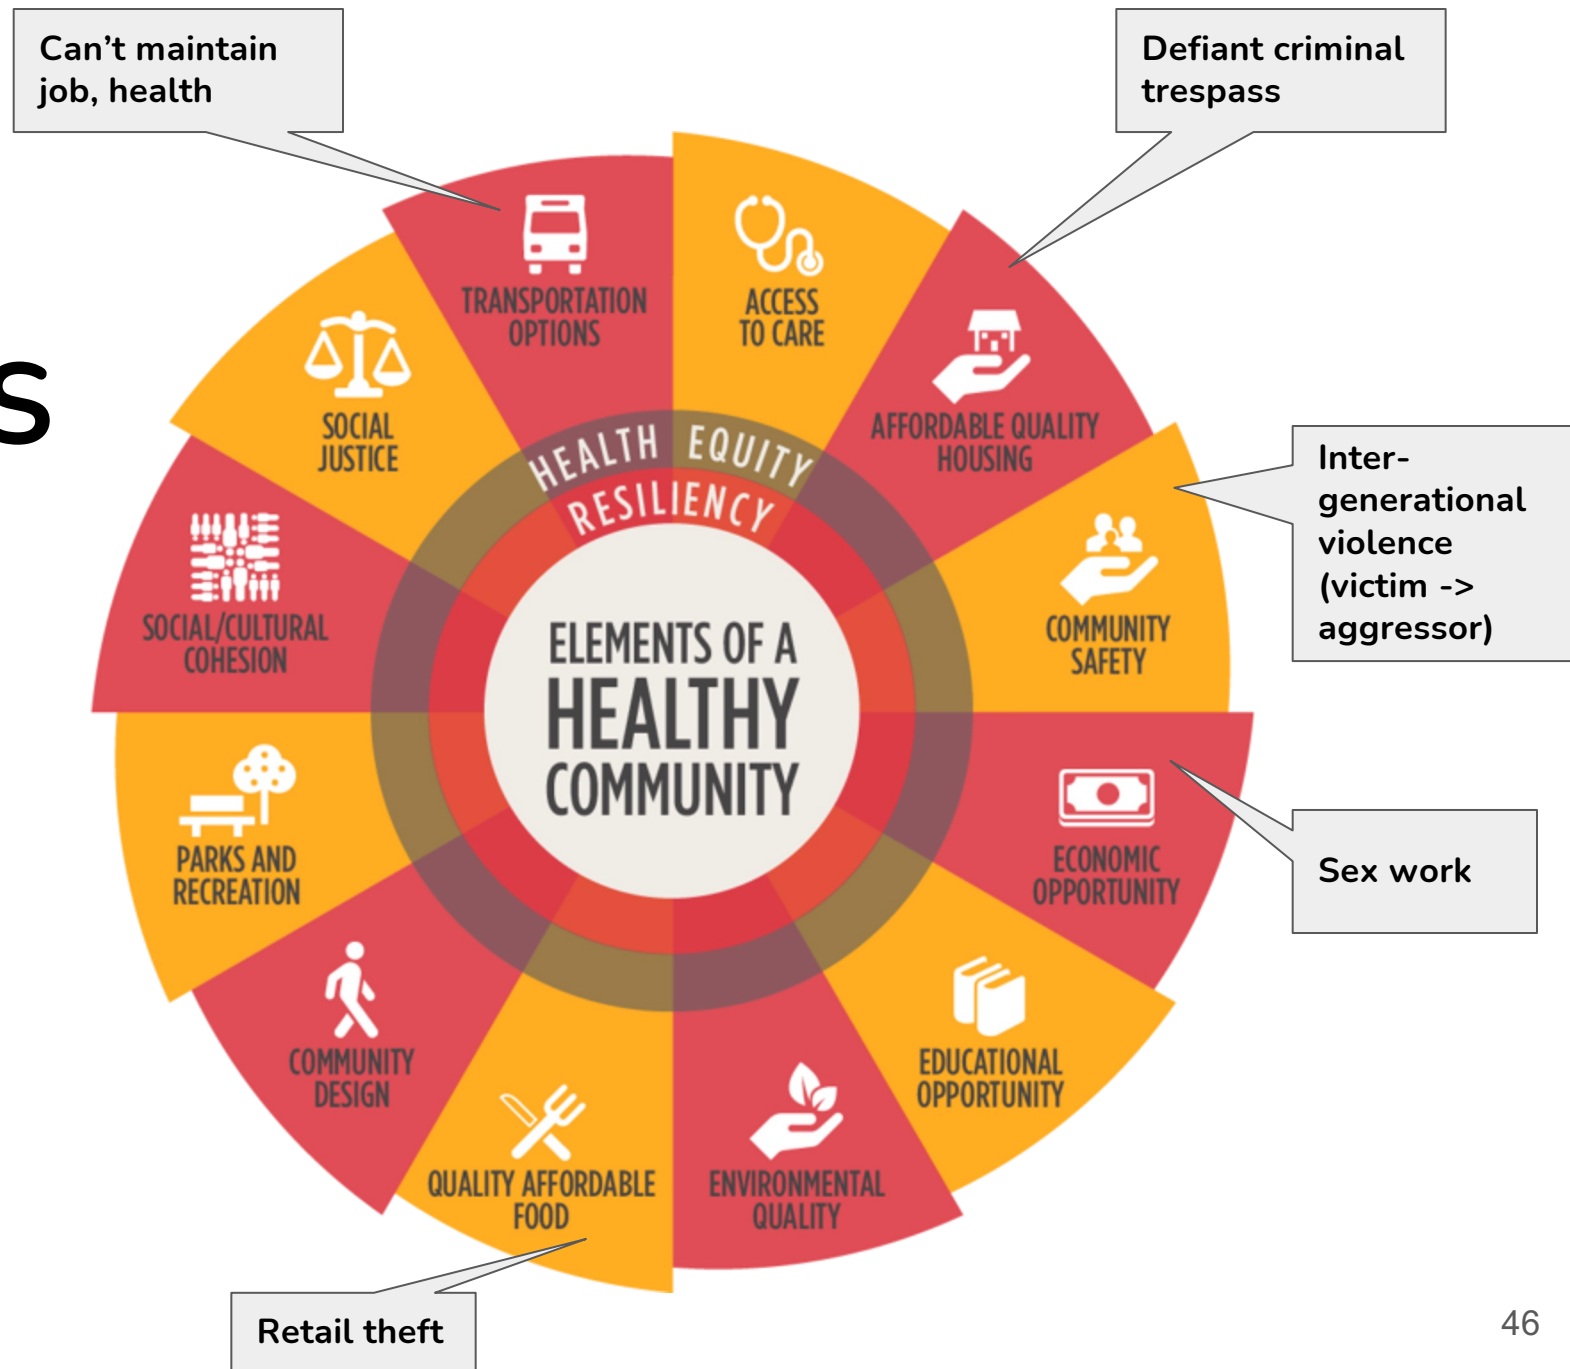 Can't maintain
job, health
Defiant criminal
trespass
s
TRANSPORTATION
OPTIONS
ACCESS
TO CARE
AFFORDABLE QUALITY
HOUSING
Inter-
generational
violence
(victim ->
aggressor)
COMMUNITY
SAFETY
ECONOMIC
OPPORTUNITY
Sex work
EDUCATIONAL
OPPORTUNITY
ENVIRONMENTAL
QUALITY
QUALITY AFFORDABLE
FOOD
Retail theft
COMMUNITY
DESIGN
PARKS AND
RECREATION
SOCIAL/CULTURAL
COHESION
SOCIAL
JUSTICE
HEALTH EQUITY
RESILIENCY
ELEMENTS OF A
HEALTHY
COMMUNITY
46